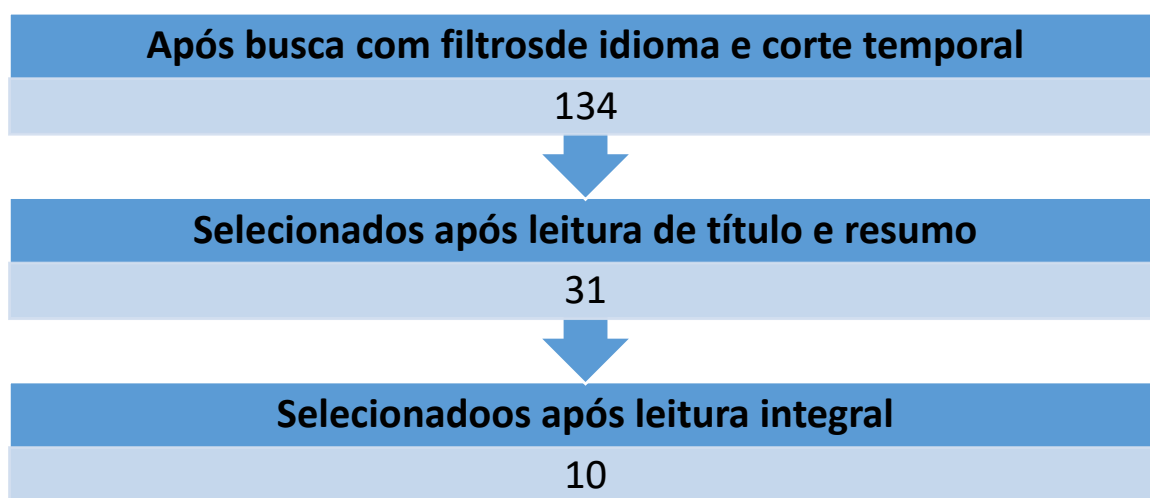 Após busca com filtrosde idioma e corte temporal
134
Selecionados após leitura de título e resumo
31
Selecionadoos após leitura integral
10